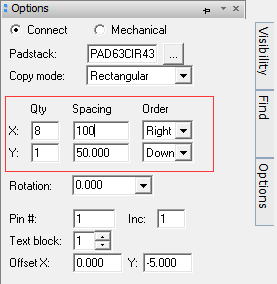 Options
Connect Mechanical
Padstack: PAD63CIR43 ...
Copy mode: Rectangular
Qty Spacing Order
X: 8 100 Right
Y: 1 50.000 Down
Rotation: 0.000
Pin #: 1 Inc: 1
Text block: 1
Offset X: 0.000 Y: -5.000
Visibility
Find
Options